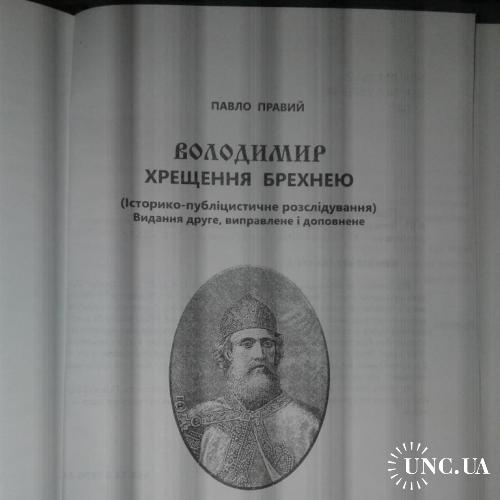 ПАВЛО ПРАВИЙ
ВОЛОДИМИР
ХРЕЩЕННЯ БРЕХНЕЮ
(Історико-публіцистичне розслідування)
Видання друге, виправлене і доповнене
UNC.UA